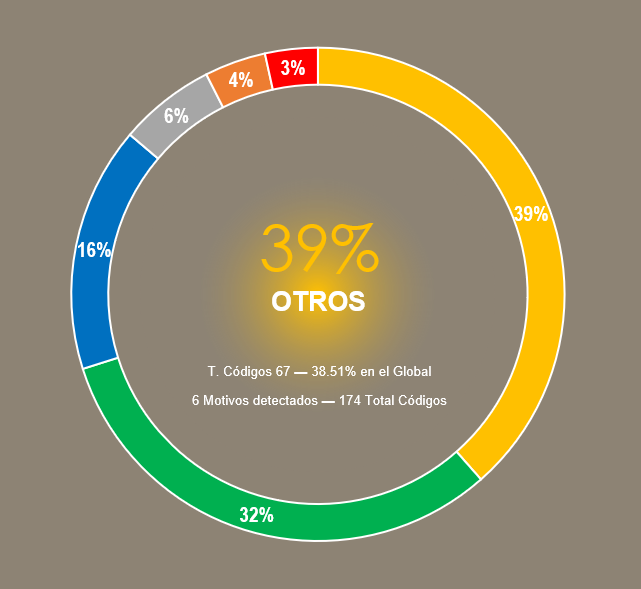 3%
4%
6%
39%
16%
39%
OTROS
T. Códigos 67 — 38.51% en el Global
6 Motivos detectados — 174 Total Códigos
32%